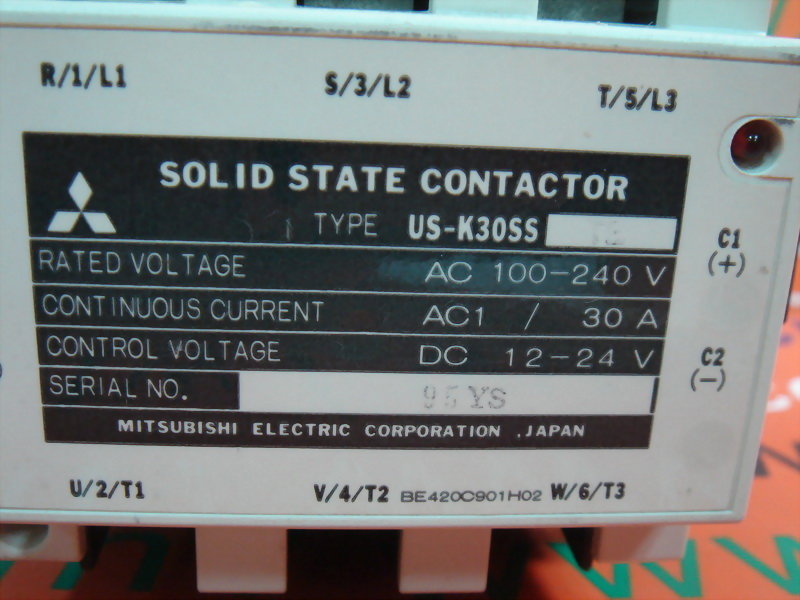 R/1/L1 S/3/L2 T/5/L3
SOLID STATE CONTACTOR
TYPE US-K30SS
C1
(+)
RATED VOLTAGE AC 100-240 V
CONTINUOUS CURRENT AC1 / 30 A
CONTROL VOLTAGE DC 12-24 V
C2
(-)
SERIAL NO. 95YS
MITSUBISHI ELECTRIC CORPORATION ,JAPAN
U/2/T1 V/4/T2 BE420C901H02 W/6/T3